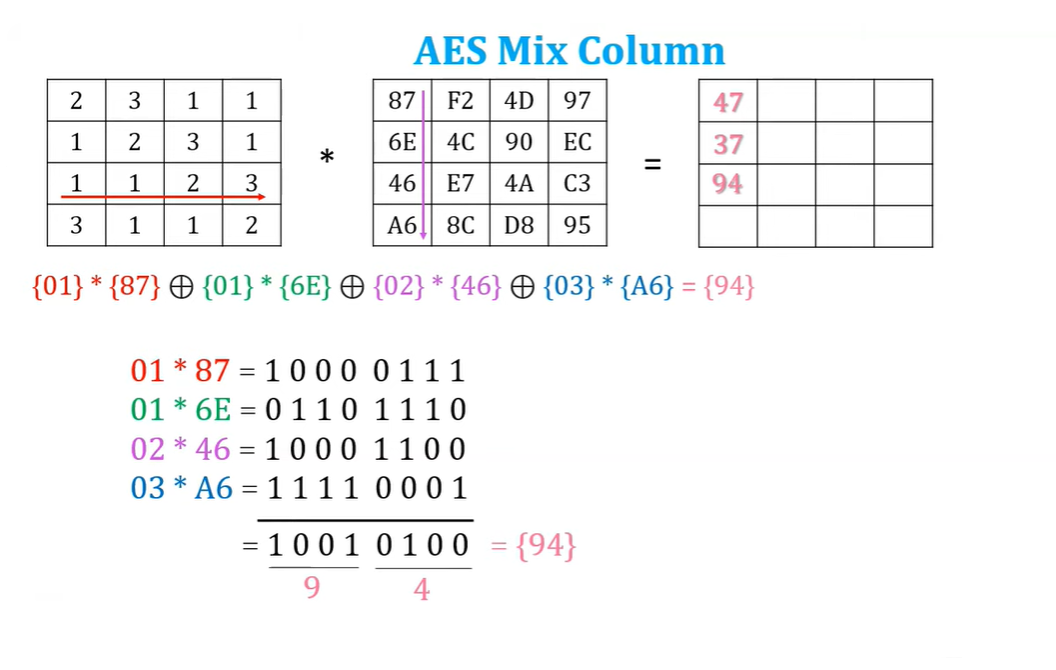 AES Mix Column
2 3 1 1 87 F2 4D 97 47
1 2 3 1 6E 4C 90 EC 37
* =
1 1 2 3 46 E7 4A C3 94
3 1 1 2 A6 8C D8 95
{01} * {87} ⊕ {01} * {6E} ⊕ {02} * {46} ⊕ {03} * {A6} = {94}
01 * 87 = 1 0 0 0 0 1 1 1
01 * 6E = 0 1 1 0 1 1 1 0
02 * 46 = 1 0 0 0 1 1 0 0
03 * A6 = 1 1 1 1 0 0 0 1
= 1 0 0 1 0 1 0 0 = {94}
9 4